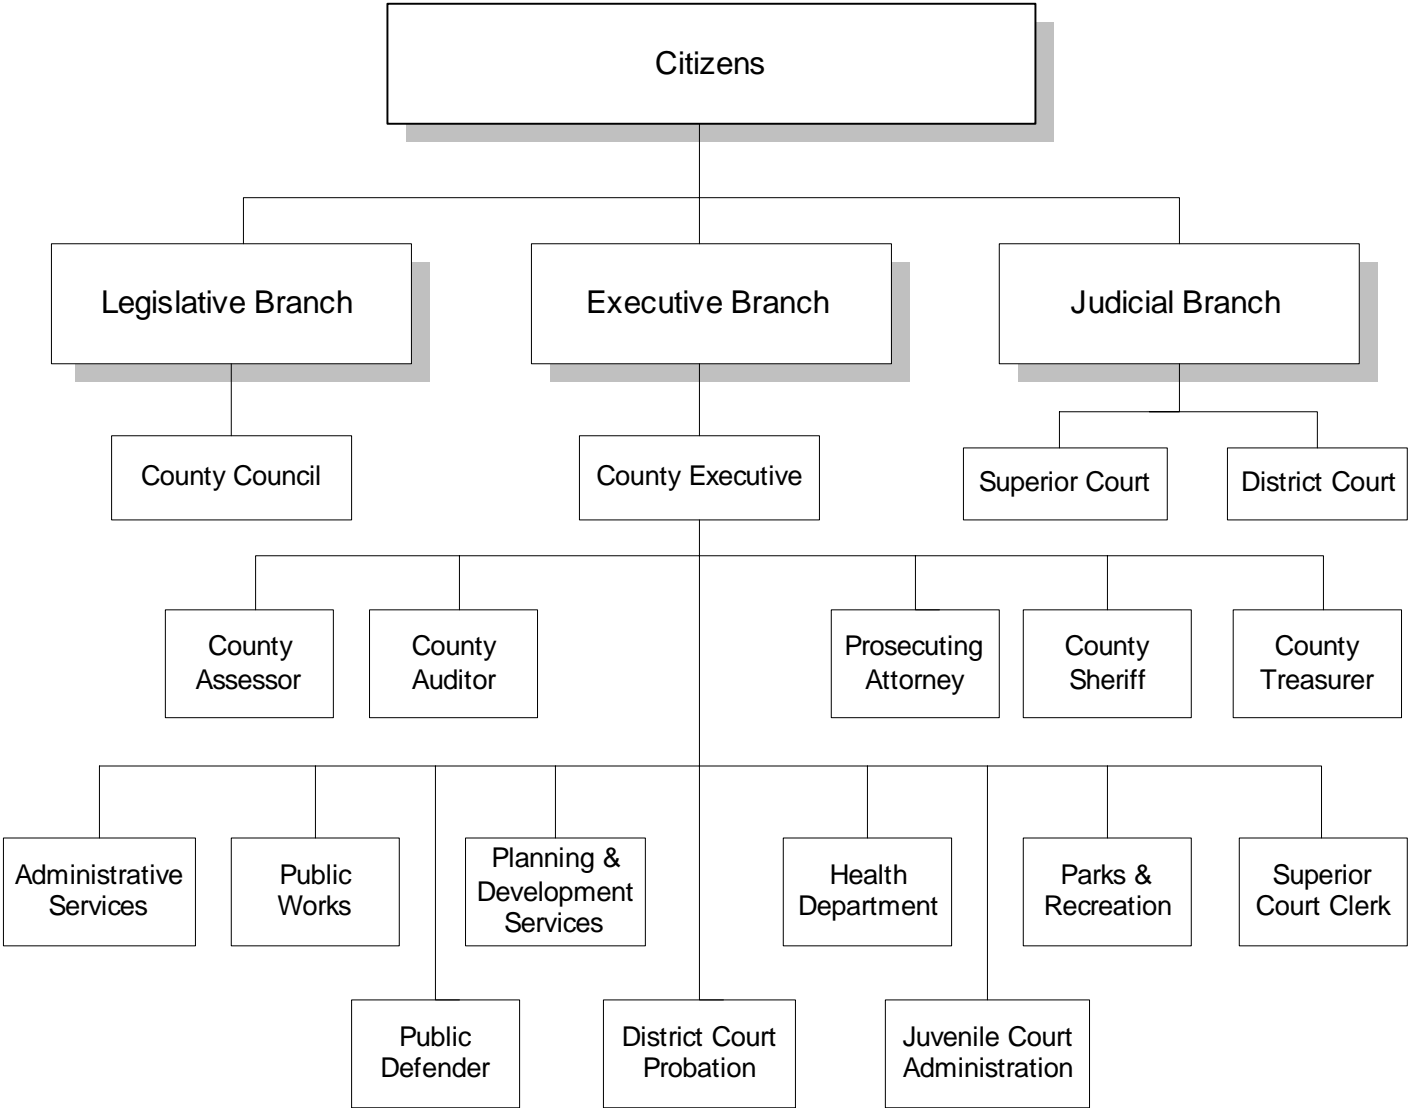 Citizens
Legislative Branch
Executive Branch
Judicial Branch
County Council
County Executive
Superior Court
District Court
County
Assessor
County
Auditor
Prosecuting
Attorney
County
Sheriff
County
Treasurer
Administrative
Services
Public
Works
Planning &
Development
Services
Health
Department
Parks &
Recreation
Superior
Court Clerk
Public
Defender
District Court
Probation
Juvenile Court
Administration